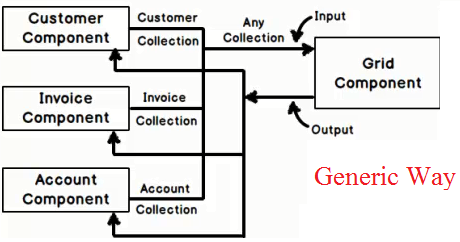 Customer
Component
Customer
Collection
Any
Collection
Input
Grid
Component
Invoice
Component
Invoice
Collection
Output
Account
Component
Account
Collection
Generic Way